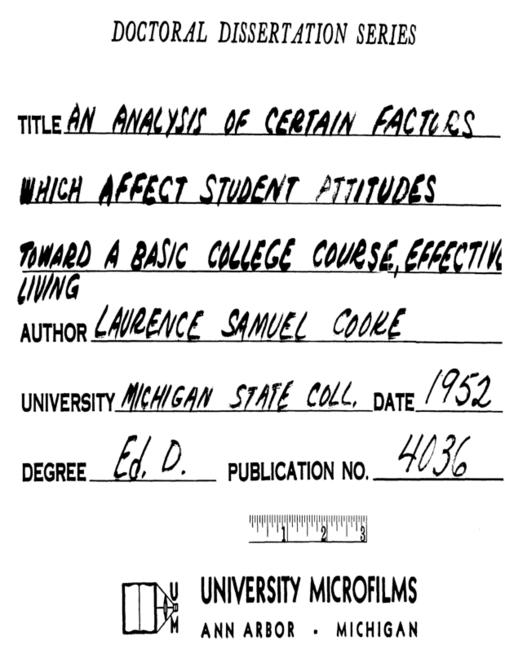 DOCTORAL DISSERTATION SERIES
TITLE AN ANALYSIS OF CERTAIN FACTORS
WHICH AFFECT STUDENT ATTITUDES
TOWARD A BASIC COLLEGE COURSE, EFFECTIVE
LIVING
AUTHOR LAURENCE SAMUEL COOKE
UNIVERSITY MICHIGAN STATE COLL. DATE 1952
DEGREE Ed. D. PUBLICATION NO. 4036
1 2 3
UM
UNIVERSITY MICROFILMS
ANN ARBOR - MICHIGAN